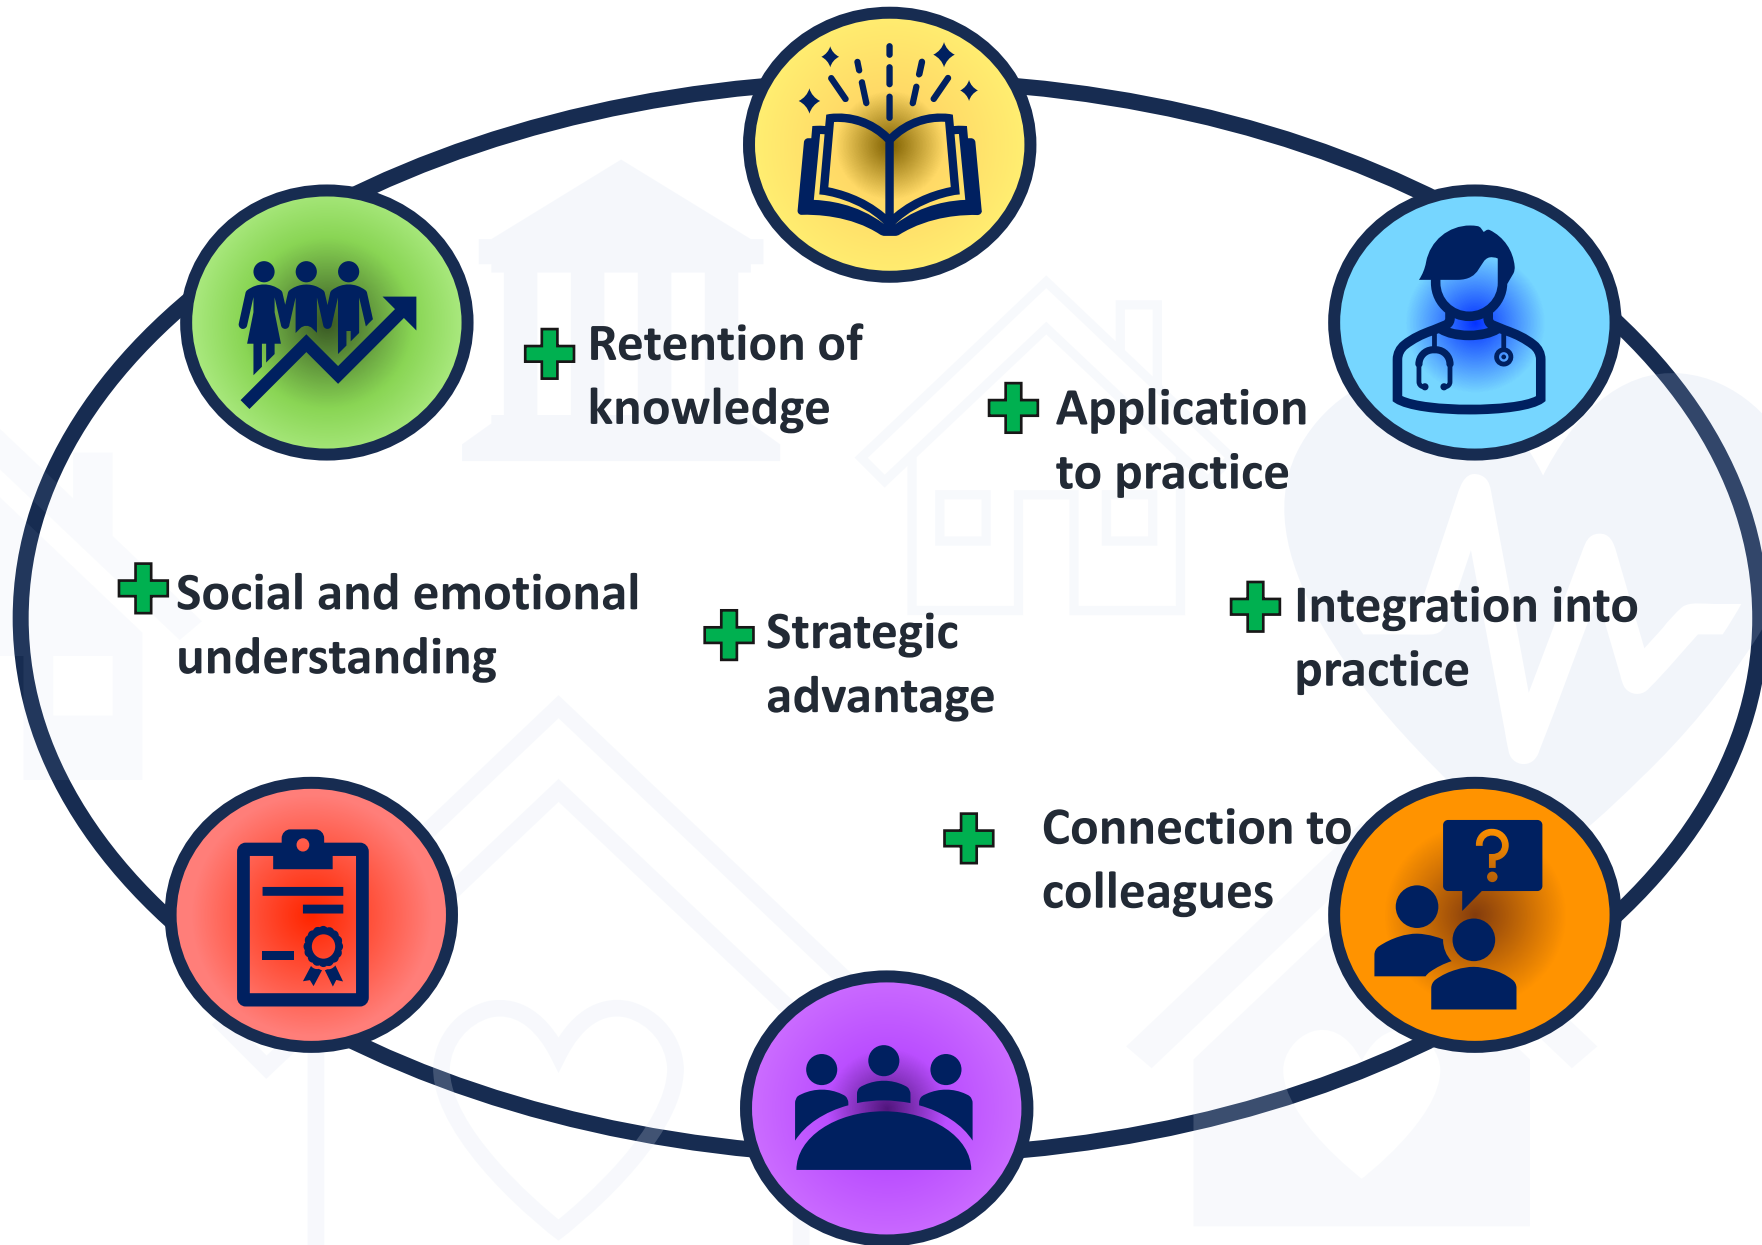 Retention of
knowledge
Application
to practice
Social and emotional
understanding
Strategic
advantage
Integration into
practice
Connection to
colleagues
?